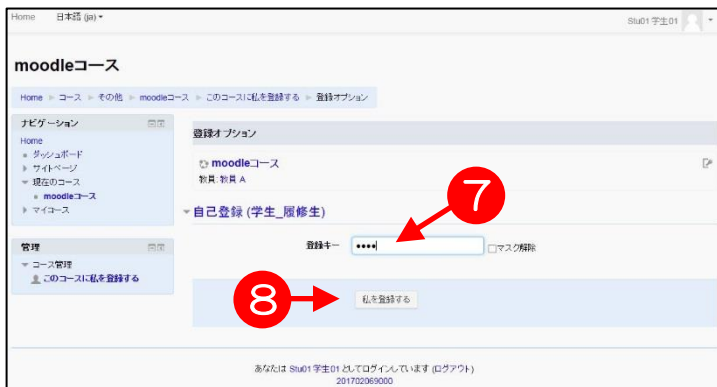 Home 日本語 (ja)
Stu01 学生01
moodleコース
Home コース その他 moodleコース このコースに私を登録する 登録オプション
ナビゲーション
Home
ダッシュボード
サイトページ
現在のコース
moodleコース
マイコース
管理
コース管理
このコースに私を登録する
登録オプション
moodleコース
教員: 教員 A
自己登録 (学生_履修生)
7
登録キー ●●●● マスク解除
8 私を登録する
あなたは Stu01 学生01 としてログインしています (ログアウト)
201702069000